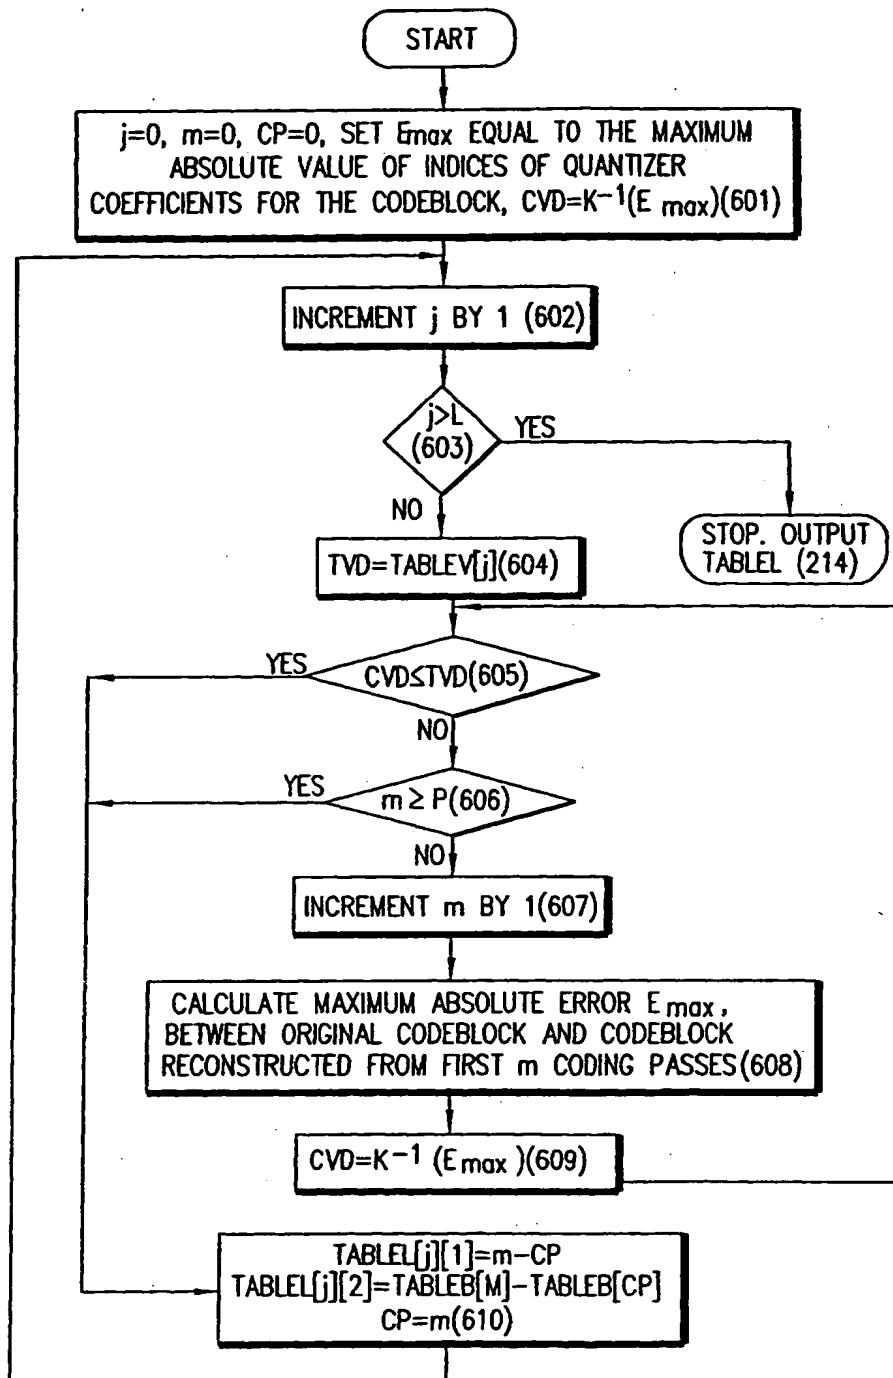 START
j=0, m=0, CP=0, SET Emax EQUAL TO THE MAXIMUM
ABSOLUTE VALUE OF INDICES OF QUANTIZER
COEFFICIENTS FOR THE CODEBLOCK, CVD=K⁻¹(E max)(601)
INCREMENT j BY 1 (602)
j>L
(603)
YES
NO
STOP. OUTPUT
TABLEL (214)
TVD=TABLEV[j](604)
YES
CVD≤TVD(605)
NO
YES
m ≥ P(606)
NO
INCREMENT m BY 1(607)
CALCULATE MAXIMUM ABSOLUTE ERROR Emax,
BETWEEN ORIGINAL CODEBLOCK AND CODEBLOCK
RECONSTRUCTED FROM FIRST m CODING PASSES(608)
CVD=K⁻¹ (Emax)(609)
TABLEL[j][1]=m-CP
TABLEL[j][2]=TABLEB[M]-TABLEB[CP]
CP=m(610)